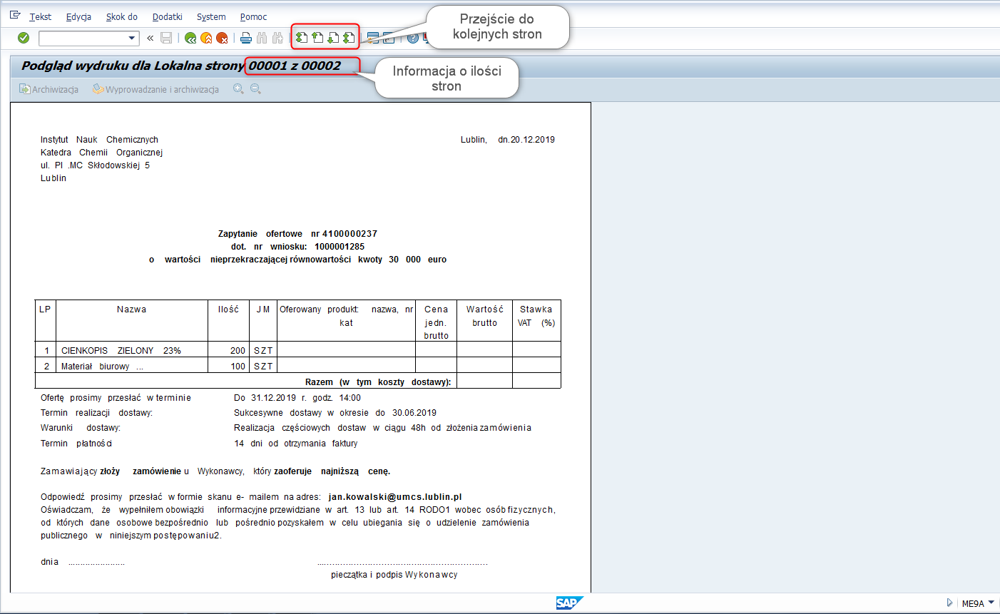 Tekst Edycja Skok do Dodatki System Pomoc
Przejście do
kolejnych stron
Podgląd wydruku dla Lokalna strony 00001 z 00002
Informacja o ilości
stron
Archiwizacja Wyprowadzanie i archiwizacja
Instytut Nauk Chemicznych Lublin, dn.20.12.2019
Katedra Chemii Organicznej
ul. Pl .MC Skłodowskiej 5
Lublin
Zapytanie ofertowe nr 4100000237
dot. nr wniosku: 1000001285
o wartości nieprzekraczającej równowartości kwoty 30 000 euro
LP Nazwa Ilość JM Oferowany produkt: nazwa, nr Cena Wartość Stawka
kat jedn. brutto VAT (%)
brutto
1 CIENKOPIS ZIELONY 23% 200 SZT
2 Materiał biurowy ... 100 SZT
Razem (w tym koszty dostawy):
Ofertę prosimy przesłać w terminie Do 31.12.2019 r. godz. 14:00
Termin realizacji dostawy: Sukcesywne dostawy w okresie do 30.06.2019
Warunki dostawy: Realizacja częściowych dostaw w ciągu 48h od złożenia zamówienia
Termin płatności 14 dni od otrzymania faktury
Zamawiający złoży zamówienie u Wykonawcy, który zaoferuje najniższą cenę.
Odpowiedź prosimy przesłać w formie skanu e- mailem na adres: jan.kowalski@umcs.lublin.pl
Oświadczam, że wypełniłem obowiązki informacyjne przewidziane w art. 13 lub art. 14 RODO1 wobec osób fizycznych,
od których dane osobowe bezpośrednio lub pośrednio pozyskałem w celu ubiegania się o udzielenie zamówienia
publicznego w niniejszym postępowaniu2.
dnia ....................... ............................................................
pieczątka i podpis Wykonawcy
SAP ME9A